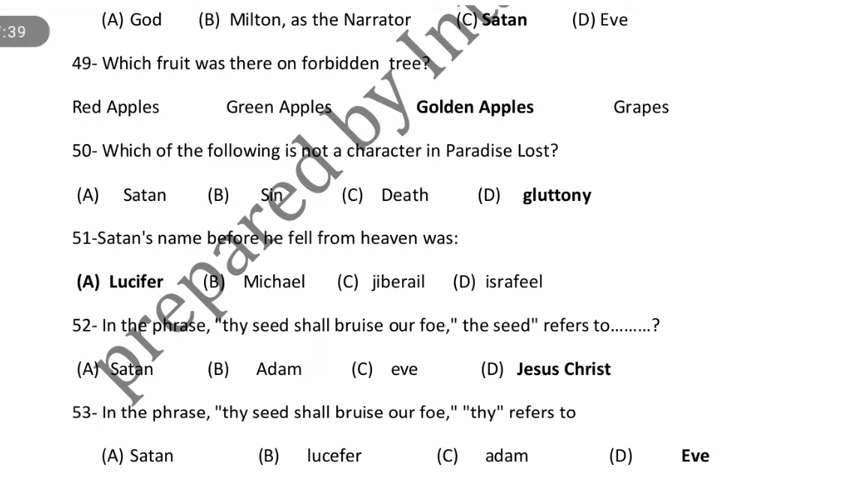 (A) God (B) Milton, as the Narrator (C) Satan (D) Eve
:39
49- Which fruit was there on forbidden tree?
Red Apples Green Apples Golden Apples Grapes
50- Which of the following is not a character in Paradise Lost?
(A) Satan (B) Sin (C) Death (D) gluttony
51-Satan's name before he fell from heaven was:
(A) Lucifer (B) Michael (C) jiberail (D) israfeel
52- In the phrase, "thy seed shall bruise our foe," the seed" refers to.........?
(A) Satan (B) Adam (C) eve (D) Jesus Christ
53- In the phrase, "thy seed shall bruise our foe," "thy" refers to
(A) Satan (B) lucefer (C) adam (D) Eve
prepared by